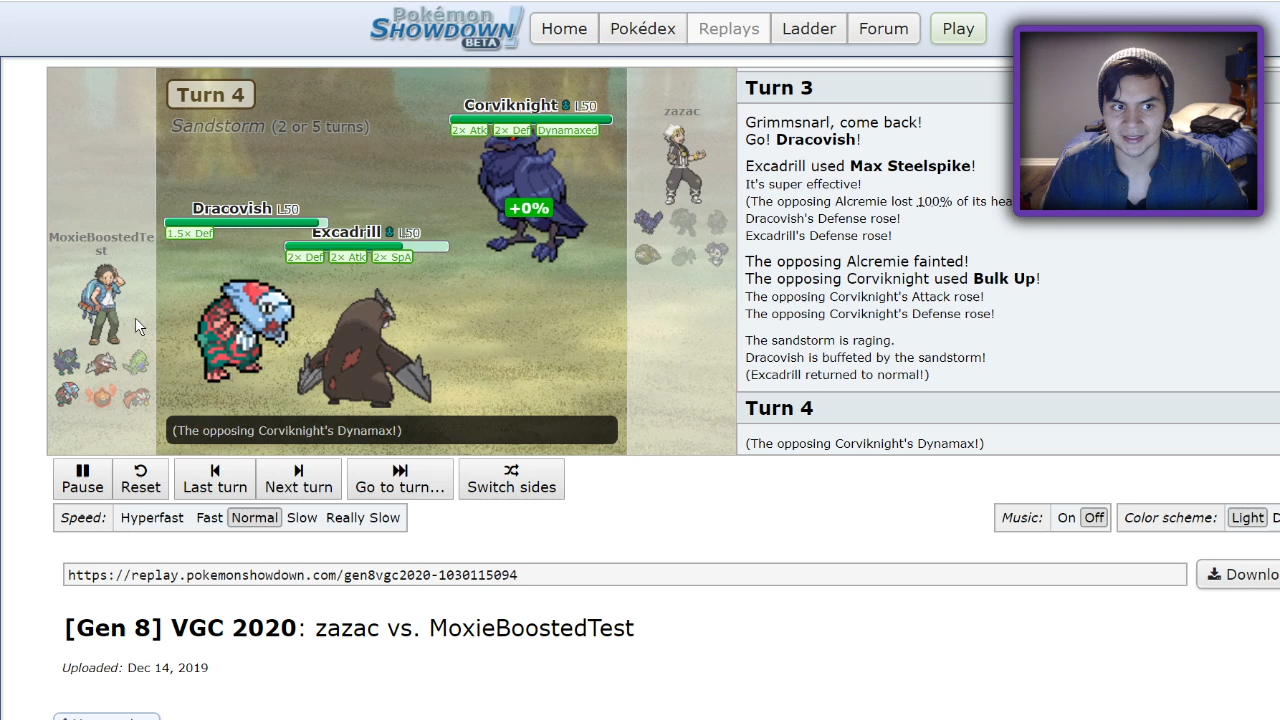 Pokémon
SHOWDOWN!
BETA
Home
Pokédex
Replays
Ladder
Forum
Play
Turn 4
Sandstorm (2 or 5 turns)
Corviknight L50
2× Atk 2× Def Dynamaxed
+0%
Dracovish L50
1.5× Def
Excadrill L50
2× Def 2× Atk 2× SpA
MoxieBoostedTe
st
zazac
(The opposing Corviknight's Dynamax!)
Turn 3
Grimmsnarl, come back!
Go! Dracovish!
Excadrill used Max Steelspike!
It's super effective!
(The opposing Alcremie lost 100% of its hea
Dracovish's Defense rose!
Excadrill's Defense rose!
The opposing Alcremie fainted!
The opposing Corviknight used Bulk Up!
The opposing Corviknight's Attack rose!
The opposing Corviknight's Defense rose!
The sandstorm is raging.
Dracovish is buffeted by the sandstorm!
(Excadrill returned to normal!)
Turn 4
(The opposing Corviknight's Dynamax!)
Pause
Reset
Last turn
Next turn
Go to turn...
Switch sides
Speed: Hyperfast Fast Normal Slow Really Slow
Music: On Off
Color scheme: Light D
https://replay.pokemonshowdown.com/gen8vgc2020-1030115094
Downlo
[Gen 8] VGC 2020: zazac vs. MoxieBoostedTest
Uploaded: Dec 14, 2019